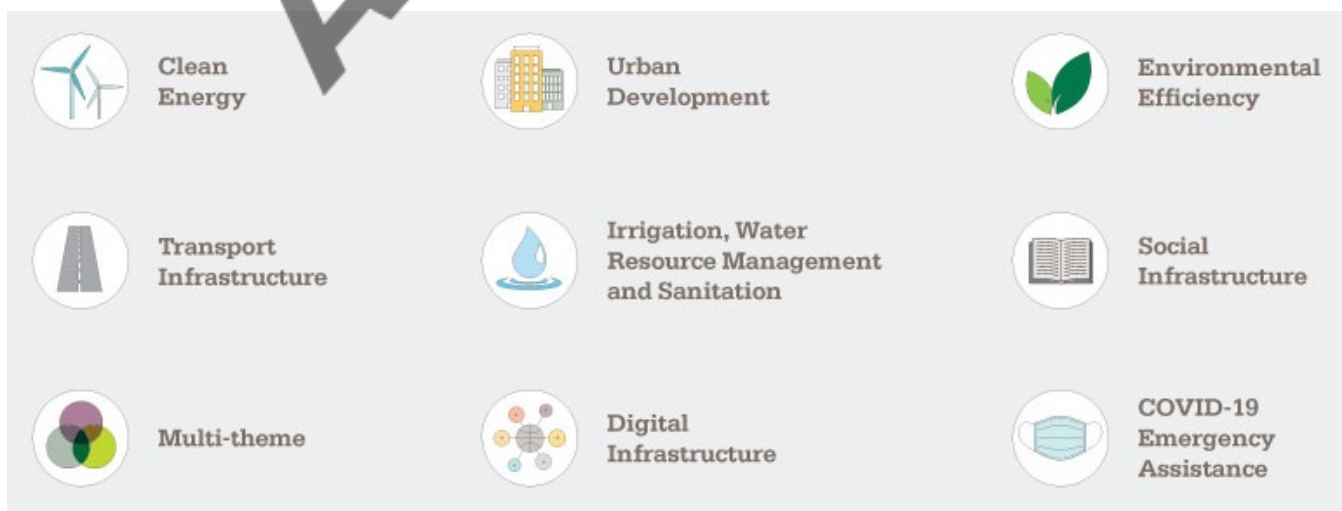 Clean
Energy
Urban
Development
Environmental
Efficiency
Transport
Infrastructure
Irrigation, Water
Resource Management
and Sanitation
Social
Infrastructure
Multi-theme
Digital
Infrastructure
COVID-19
Emergency
Assistance